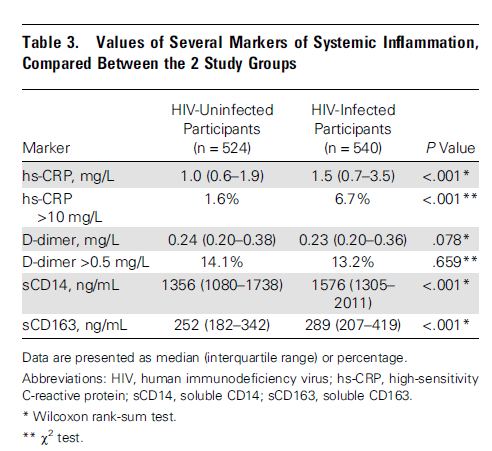 Table 3. Values of Several Markers of Systemic Inflammation,
Compared Between the 2 Study Groups
HIV-Uninfected HIV-Infected
Participants Participants
Marker (n = 524) (n = 540) P Value
hs-CRP, mg/L 1.0 (0.6–1.9) 1.5 (0.7–3.5) <.001*
hs-CRP 1.6% 6.7% <.001**
>10 mg/L
D-dimer, mg/L 0.24 (0.20–0.38) 0.23 (0.20–0.36) .078*
D-dimer >0.5 mg/L 14.1% 13.2% .659**
sCD14, ng/mL 1356 (1080–1738) 1576 (1305– <.001*
2011)
sCD163, ng/mL 252 (182–342) 289 (207–419) <.001*
Data are presented as median (interquartile range) or percentage.
Abbreviations: HIV, human immunodeficiency virus; hs-CRP, high-sensitivity
C-reactive protein; sCD14, soluble CD14; sCD163, soluble CD163.
* Wilcoxon rank-sum test.
** χ² test.